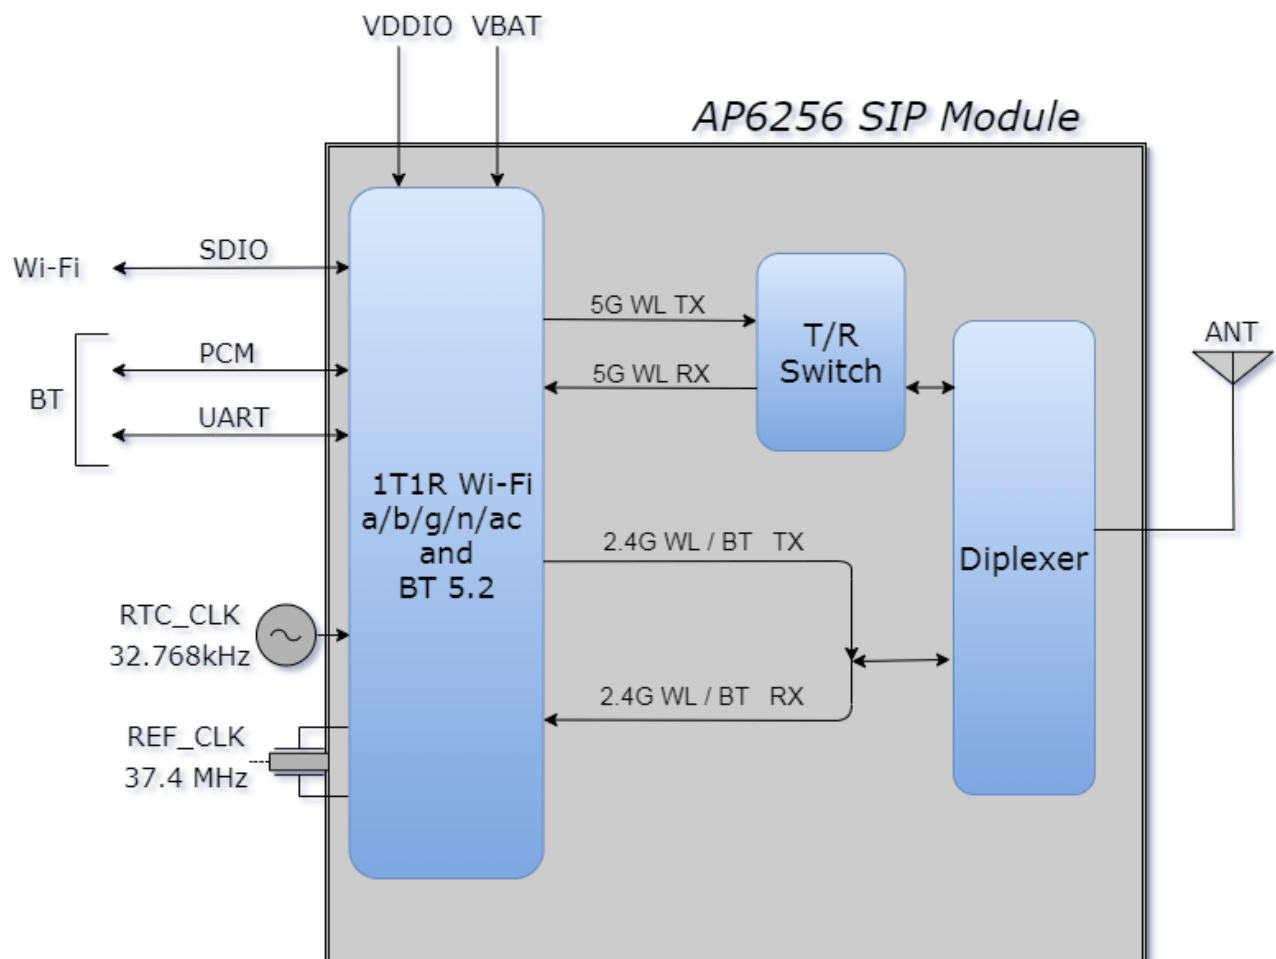 VDDIO VBAT
AP6256 SIP Module
Wi-Fi
SDIO
BT
PCM
UART
RTC_CLK
32.768kHz
REF_CLK
37.4 MHz
1T1R Wi-Fi
a/b/g/n/ac
and
BT 5.2
5G WL TX
5G WL RX
T/R
Switch
2.4G WL / BT TX
2.4G WL / BT RX
Diplexer
ANT